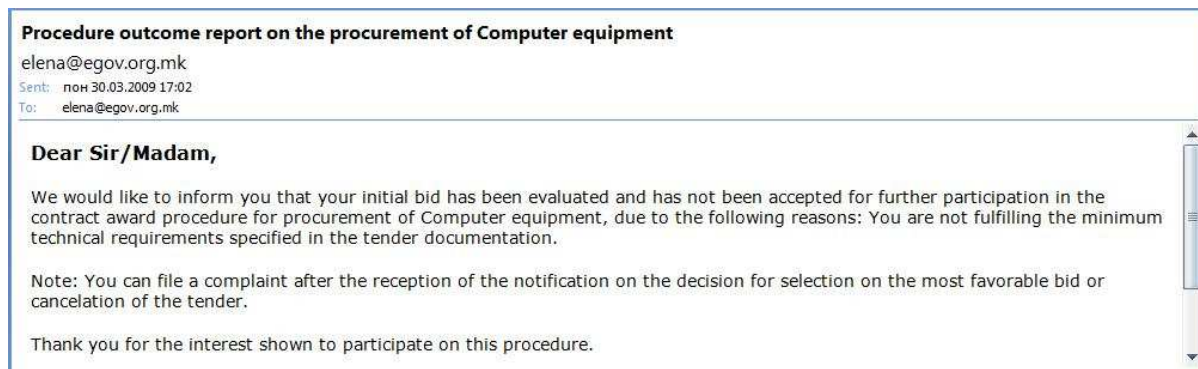 Procedure outcome report on the procurement of Computer equipment
elena@egov.org.mk
Sent: пон 30.03.2009 17:02
To: elena@egov.org.mk
Dear Sir/Madam,
We would like to inform you that your initial bid has been evaluated and has not been accepted for further participation in the
contract award procedure for procurement of Computer equipment, due to the following reasons: You are not fulfilling the minimum
technical requirements specified in the tender documentation.
Note: You can file a complaint after the reception of the notification on the decision for selection on the most favorable bid or
cancelation of the tender.
Thank you for the interest shown to participate on this procedure.